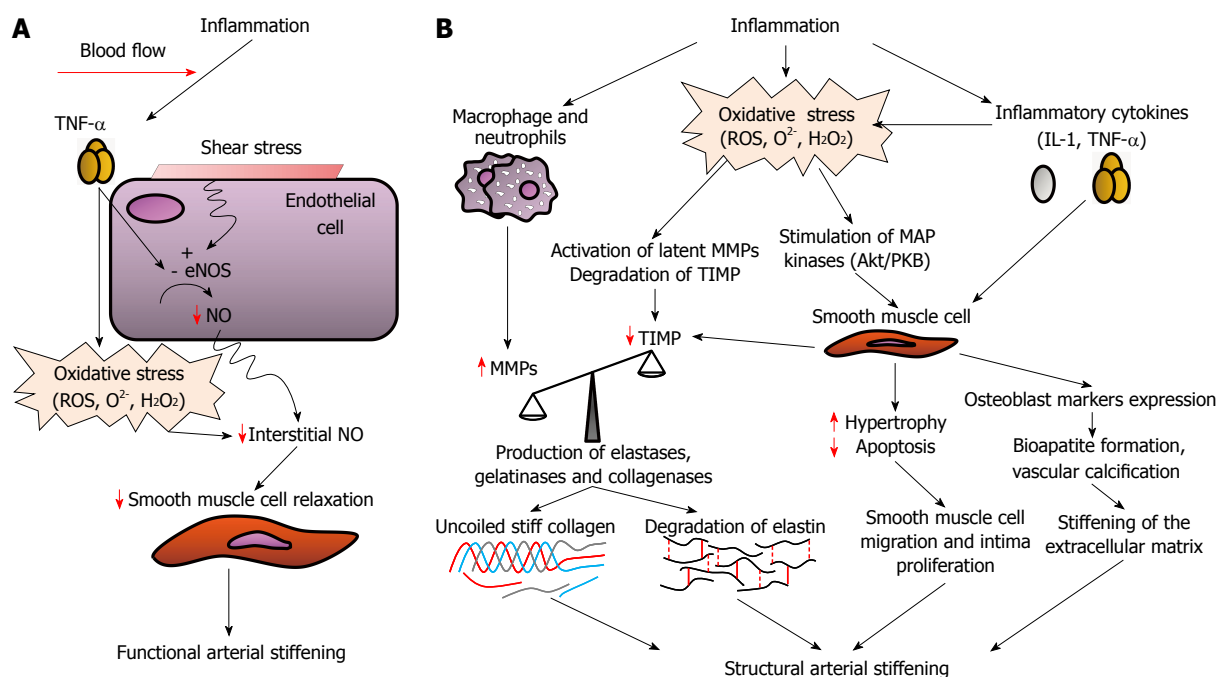 A
Inflammation
Blood flow
TNF-α
Shear stress
Endothelial
cell
+
- eNOS
NO
Oxidative stress
(ROS, O²⁻, H₂O₂)
Interstitial NO
Smooth muscle cell relaxation
Functional arterial stiffening
B
Inflammation
Macrophage and
neutrophils
Oxidative stress
(ROS, O²⁻, H₂O₂)
Inflammatory cytokines
(IL-1, TNF-α)
Activation of latent MMPs
Degradation of TIMP
Stimulation of MAP
kinases (Akt/PKB)
Smooth muscle cell
TIMP
MMPs
Osteoblast markers expression
Hypertrophy
Apoptosis
Bioapatite formation,
vascular calcification
Production of elastases,
gelatinases and collagenases
Uncoiled stiff collagen
Degradation of elastin
Smooth muscle cell
migration and intima
proliferation
Stiffening of the
extracellular matrix
Structural arterial stiffening